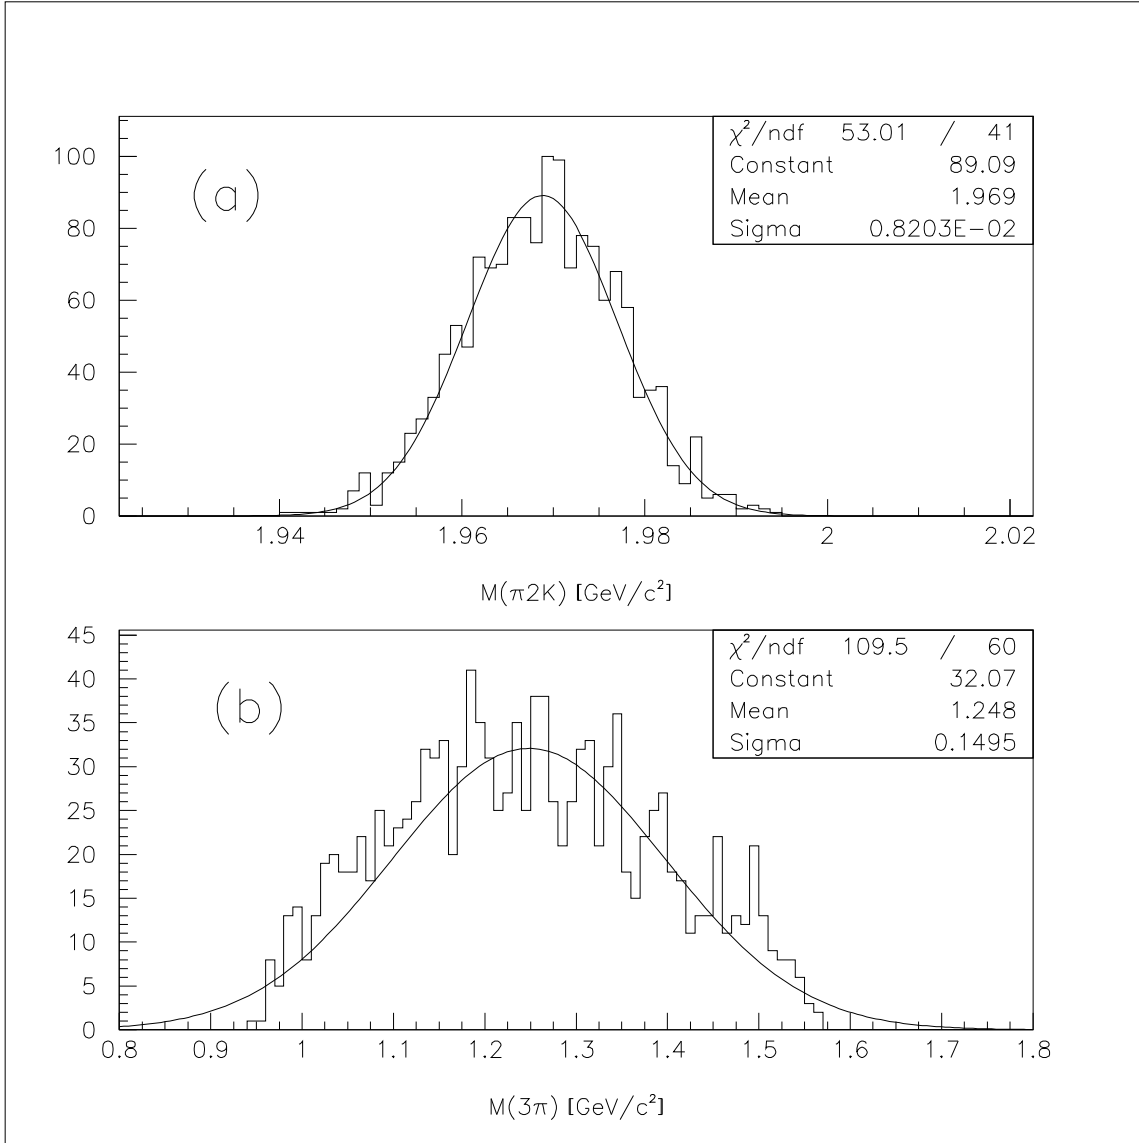 (a)
χ²/ndf 53.01 / 41
Constant 89.09
Mean 1.969
Sigma 0.8203E−02
100
80
60
40
20
0
1.94 1.96 1.98 2 2.02
M(π2K) [GeV/c²]
(b)
χ²/ndf 109.5 / 60
Constant 32.07
Mean 1.248
Sigma 0.1495
45
40
35
30
25
20
15
10
5
0
0.8 0.9 1 1.1 1.2 1.3 1.4 1.5 1.6 1.7 1.8
M(3π) [GeV/c²]